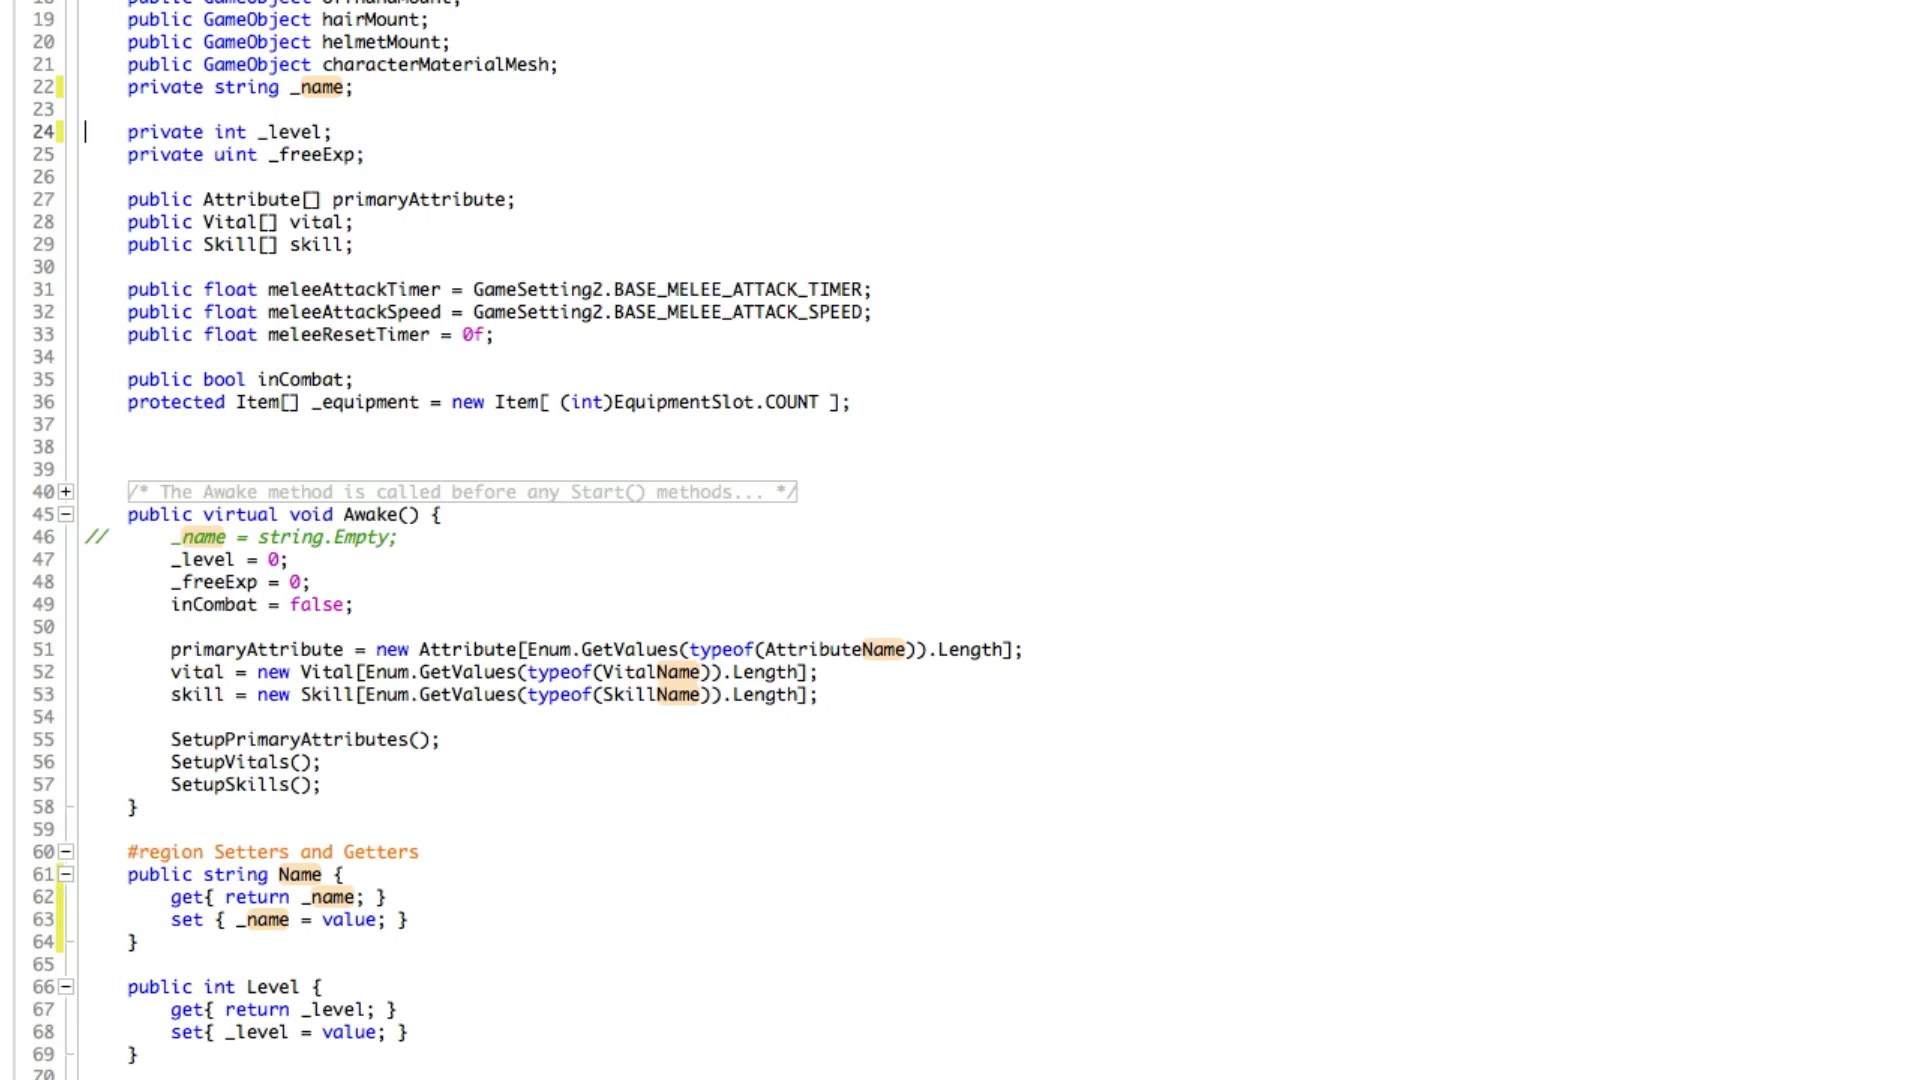 18 public GameObject offHandMount;
19 public GameObject hairMount;
20 public GameObject helmetMount;
21 public GameObject characterMaterialMesh;
22 private string _name;
23
24 private int _level;
25 private uint _freeExp;
26
27 public Attribute[] primaryAttribute;
28 public Vital[] vital;
29 public Skill[] skill;
30
31 public float meleeAttackTimer = GameSetting2.BASE_MELEE_ATTACK_TIMER;
32 public float meleeAttackSpeed = GameSetting2.BASE_MELEE_ATTACK_SPEED;
33 public float meleeResetTimer = 0f;
34
35 public bool inCombat;
36 protected Item[] _equipment = new Item[ (int)EquipmentSlot.COUNT ];
37
38
39
40 /* The Awake method is called before any Start() methods... */
45 public virtual void Awake() {
46 // _name = string.Empty;
47 _level = 0;
48 _freeExp = 0;
49 inCombat = false;
50
51 primaryAttribute = new Attribute[Enum.GetValues(typeof(AttributeName)).Length];
52 vital = new Vital[Enum.GetValues(typeof(VitalName)).Length];
53 skill = new Skill[Enum.GetValues(typeof(SkillName)).Length];
54
55 SetupPrimaryAttributes();
56 SetupVitals();
57 SetupSkills();
58 }
59
60 #region Setters and Getters
61 public string Name {
62 get{ return _name; }
63 set { _name = value; }
64 }
65
66 public int Level {
67 get{ return _level; }
68 set{ _level = value; }
69 }
70